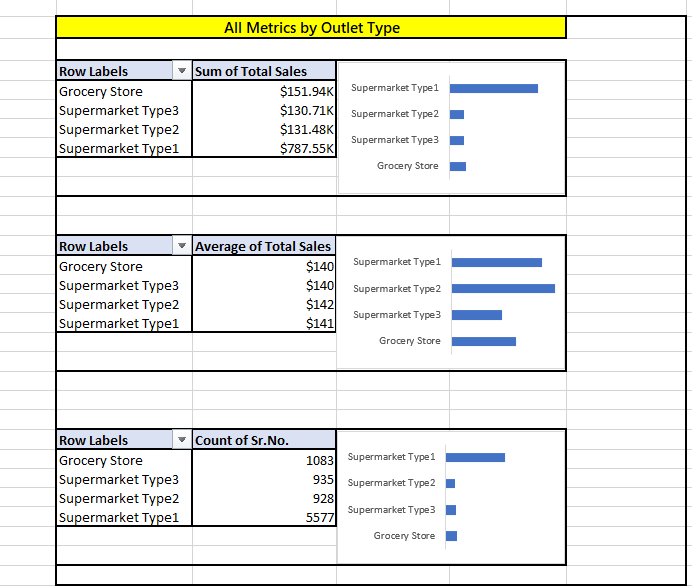 All Metrics by Outlet Type
Row Labels Sum of Total Sales
Grocery Store $151.94K
Supermarket Type3 $130.71K
Supermarket Type2 $131.48K
Supermarket Type1 $787.55K
Supermarket Type1
Supermarket Type2
Supermarket Type3
Grocery Store
Row Labels Average of Total Sales
Grocery Store $140
Supermarket Type3 $140
Supermarket Type2 $142
Supermarket Type1 $141
Supermarket Type1
Supermarket Type2
Supermarket Type3
Grocery Store
Row Labels Count of Sr.No.
Grocery Store 1083
Supermarket Type3 935
Supermarket Type2 928
Supermarket Type1 5577
Supermarket Type1
Supermarket Type2
Supermarket Type3
Grocery Store